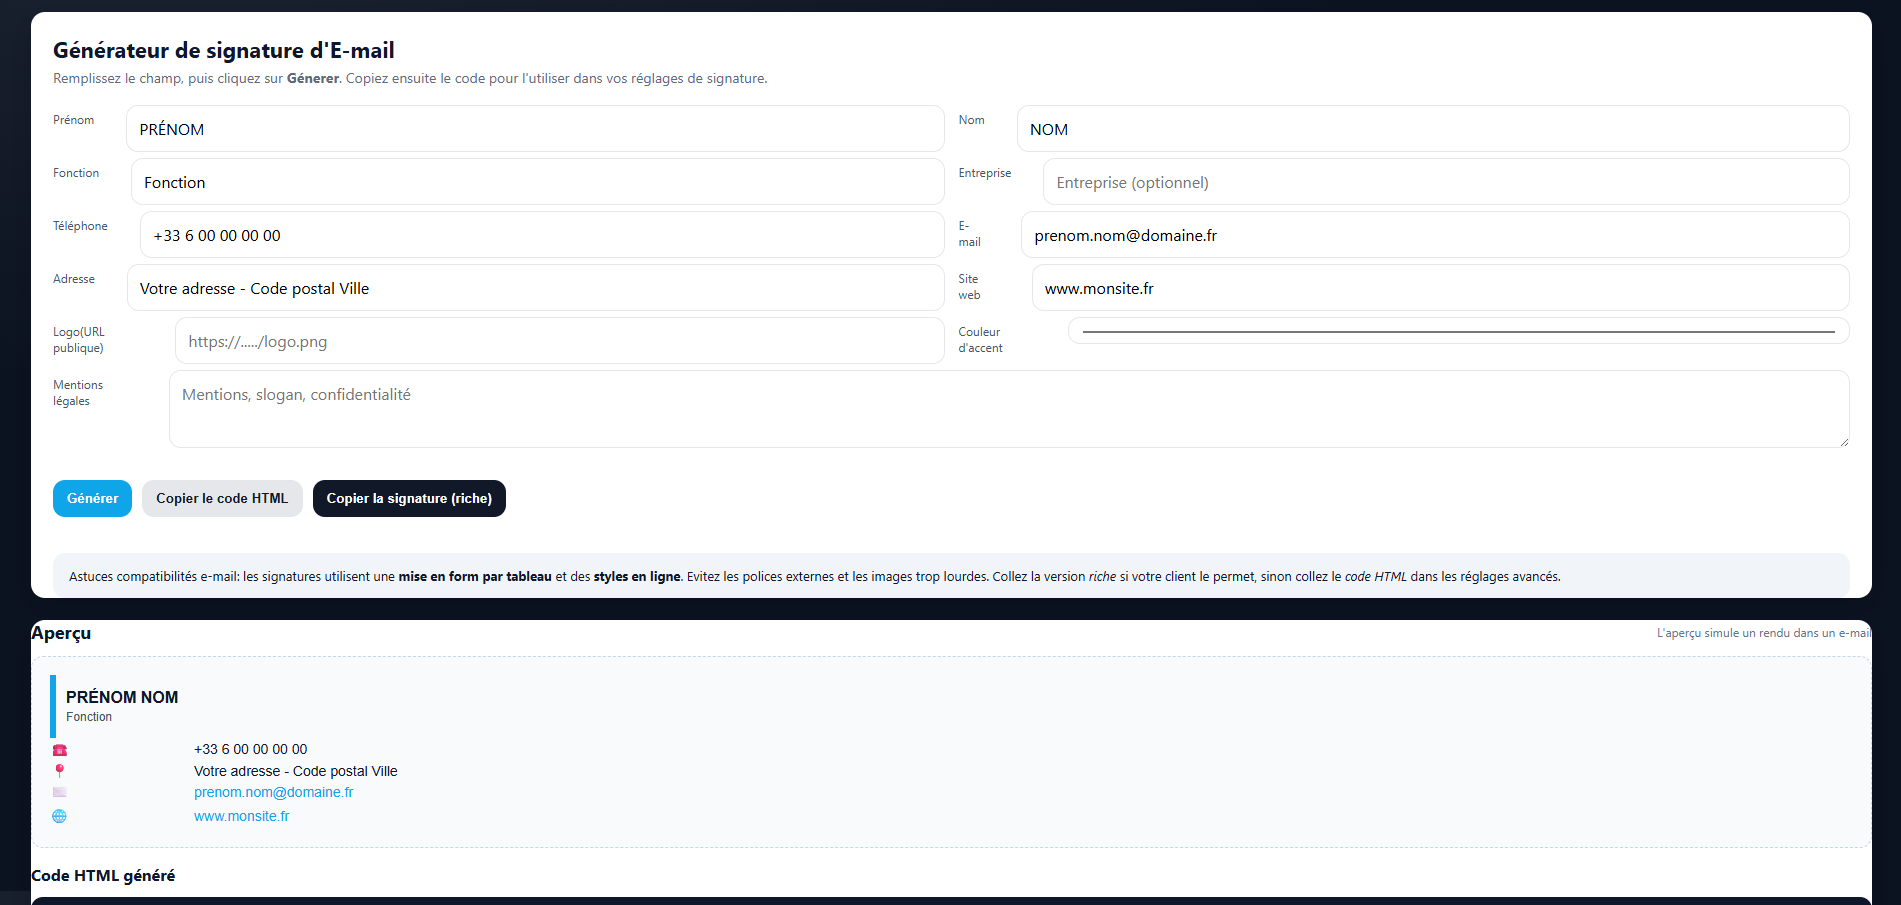 Générateur de signature d'E-mail
Remplissez le champ, puis cliquez sur Génerer. Copiez ensuite le code pour l'utiliser dans vos réglages de signature.
Prénom
PRÉNOM
Nom
NOM
Fonction
Fonction
Entreprise
Entreprise (optionnel)
Téléphone
+33 6 00 00 00 00
E-
mail
prenom.nom@domaine.fr
Adresse
Votre adresse - Code postal Ville
Site
web
www.monsite.fr
Logo(URL
publique)
https://...../logo.png
Couleur
d'accent
Mentions
légales
Mentions, slogan, confidentialité
Générer
Copier le code HTML
Copier la signature (riche)
Astuces compatibilités e-mail: les signatures utilisent une mise en form par tableau et des styles en ligne. Evitez les polices externes et les images trop lourdes. Collez la version riche si votre client le permet, sinon collez le code HTML dans les réglages avancés.
Aperçu
L'aperçu simule un rendu dans un e-mail
PRÉNOM NOM
Fonction
+33 6 00 00 00 00
Votre adresse - Code postal Ville
prenom.nom@domaine.fr
www.monsite.fr
Code HTML généré